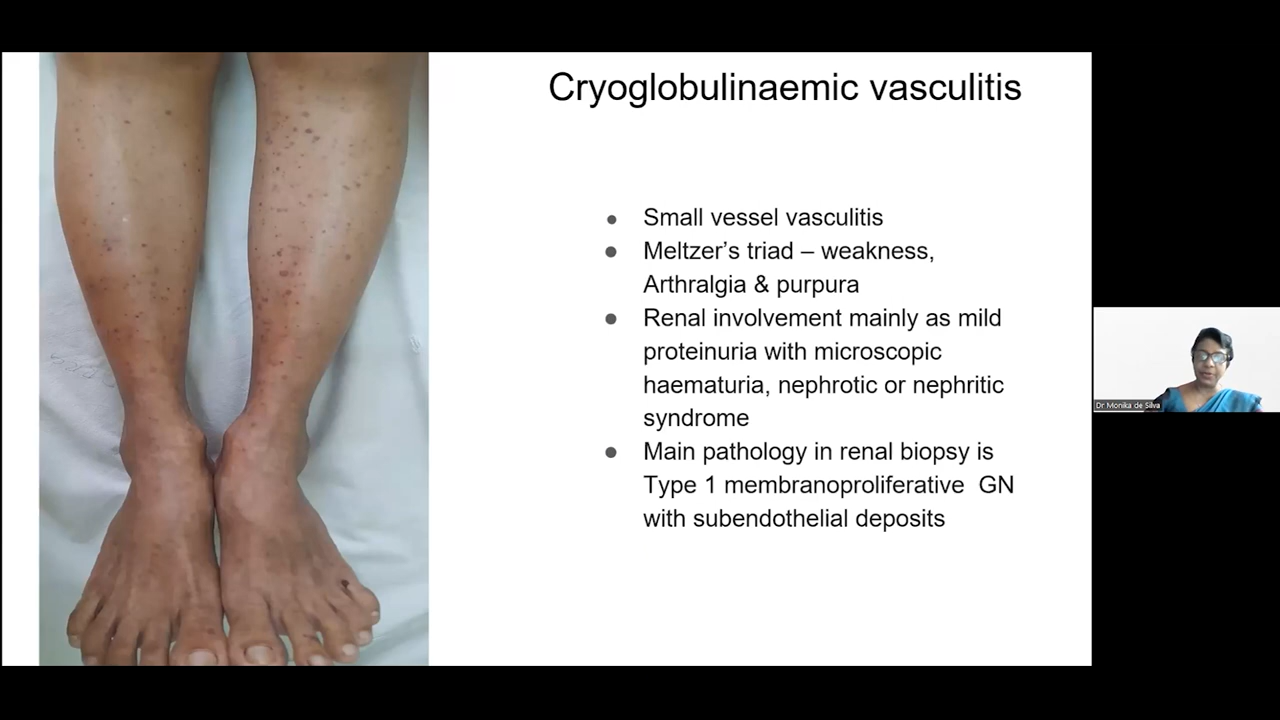 Cryoglobulinaemic vasculitis
● Small vessel vasculitis
● Meltzer’s triad – weakness,
Arthralgia & purpura
● Renal involvement mainly as mild
proteinuria with microscopic
haematuria, nephrotic or nephritic
syndrome
● Main pathology in renal biopsy is
Type 1 membranoproliferative  GN
with subendothelial deposits
Dr Monika de Silva